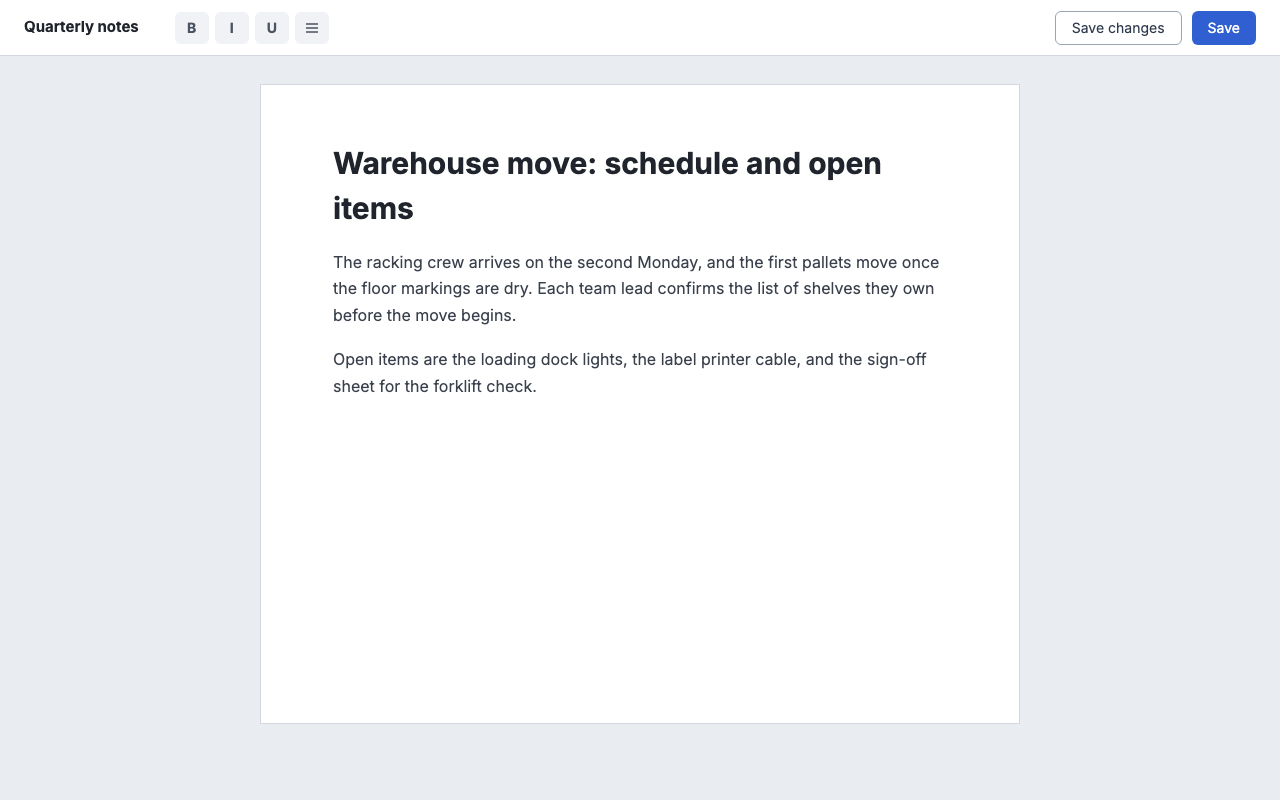 Quarterly notes
B I U
Save changes
Save
Warehouse move: schedule and open
items
The racking crew arrives on the second Monday, and the first pallets move once
the floor markings are dry. Each team lead confirms the list of shelves they own
before the move begins.
Open items are the loading dock lights, the label printer cable, and the sign-off
sheet for the forklift check.